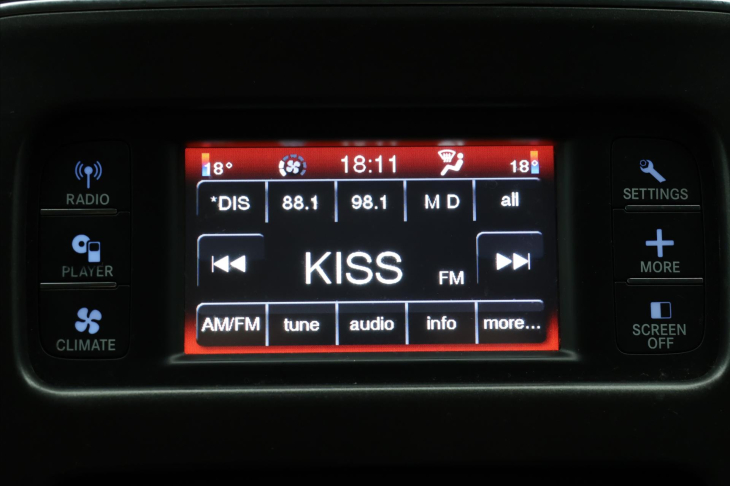 RADIO
PLAYER
CLIMATE
18° 18:11 18°
*DIS 88.1 98.1 M D all
KISS FM
AM/FM tune audio info more...
SETTINGS
MORE
SCREEN
OFF